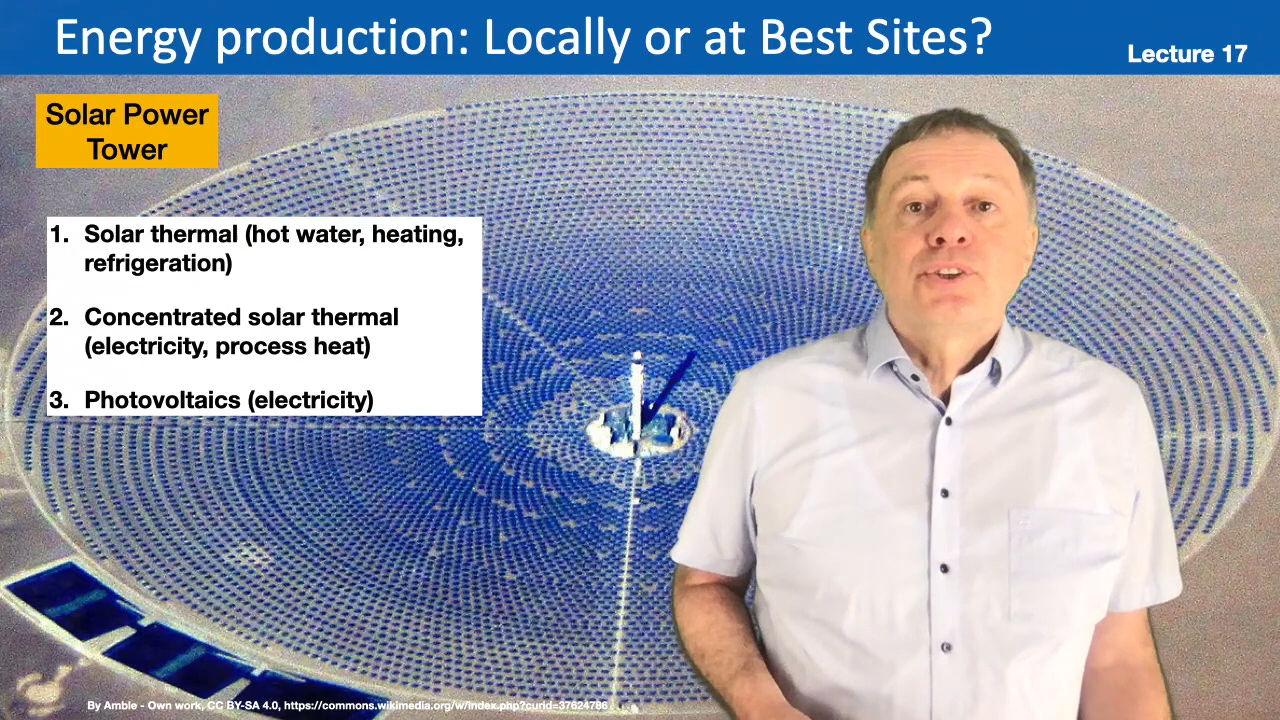 Energy production: Locally or at Best Sites?
Lecture 17
Solar Power
Tower
1. Solar thermal (hot water, heating,
refrigeration)
2. Concentrated solar thermal
(electricity, process heat)
3. Photovoltaics (electricity)
By Amble - Own work, CC BY-SA 4.0, https://commons.wikimedia.org/w/index.php?curid=37624786